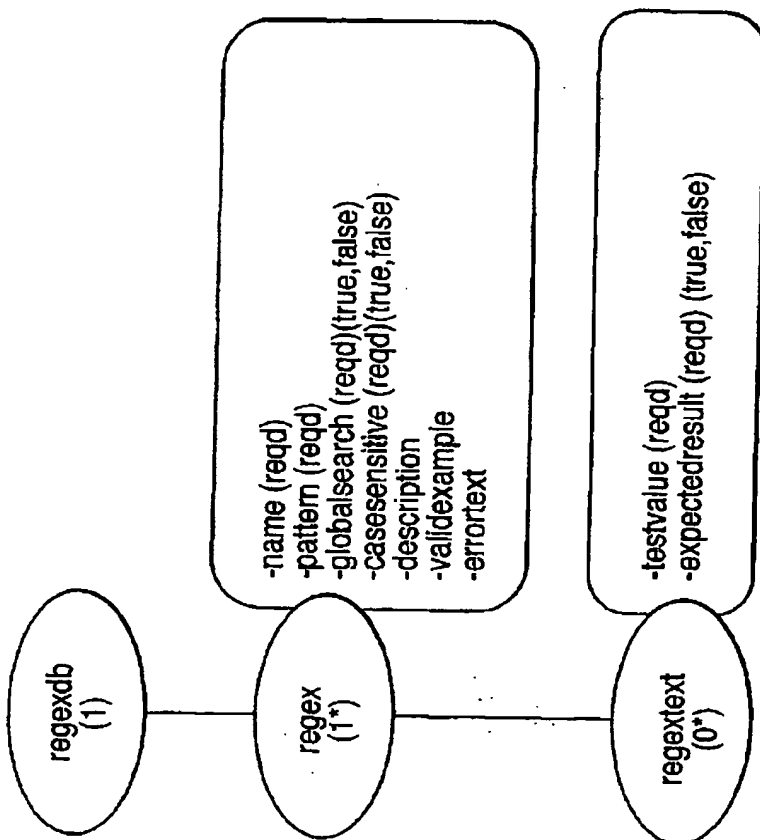 regexdb
(1)
regex
(1*)
-name (reqd)
-pattern (reqd)
-globalsearch (reqd)(true,false)
-casesensitive (reqd)(true,false)
-description
-validexample
-errortext
regextext
(0*)
-testvalue (reqd)
-expectedresult (reqd) (true,false)